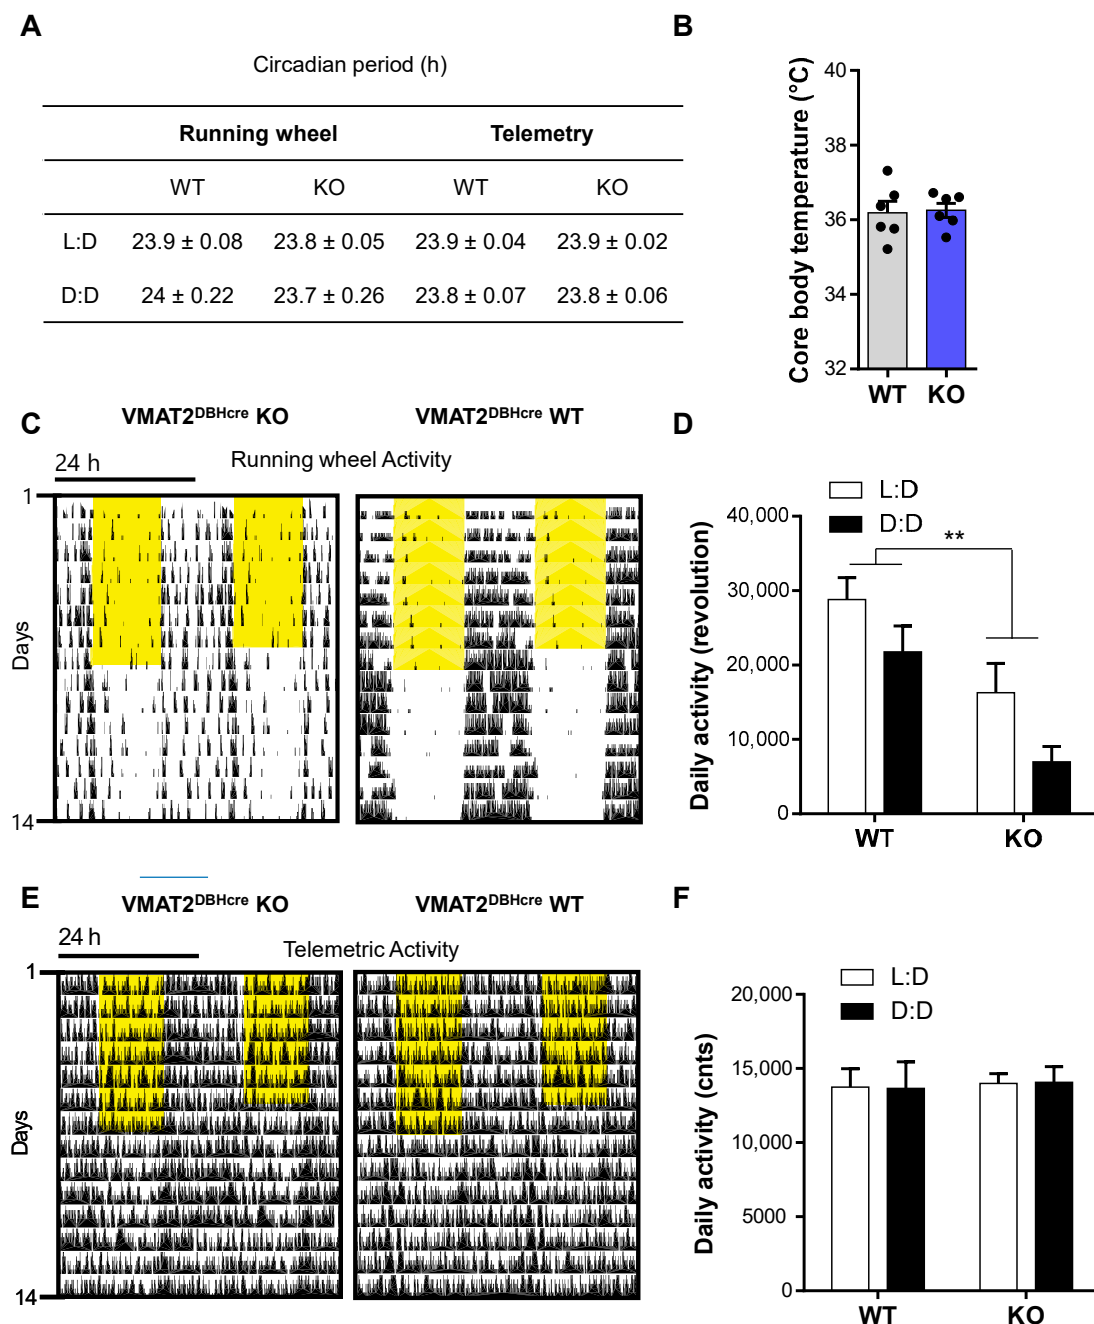 A
Circadian period (h)
Running wheel Telemetry
WT KO WT KO
L:D 23.9 ± 0.08 23.8 ± 0.05 23.9 ± 0.04 23.9 ± 0.02
D:D 24 ± 0.22 23.7 ± 0.26 23.8 ± 0.07 23.8 ± 0.06
B
Core body temperature (°C)
40
38
36
34
32
WT KO
C
VMAT2DBHcre KO VMAT2DBHcre WT
24 h
Running wheel Activity
1
Days
14
D
L:D
D:D
Daily activity (revolution)
40,000
30,000
20,000
10,000
0
**
WT KO
E
VMAT2DBHcre KO VMAT2DBHcre WT
24 h
Telemetric Activity
1
Days
14
F
L:D
D:D
Daily activity (cnts)
20,000
15,000
10,000
5000
0
WT KO